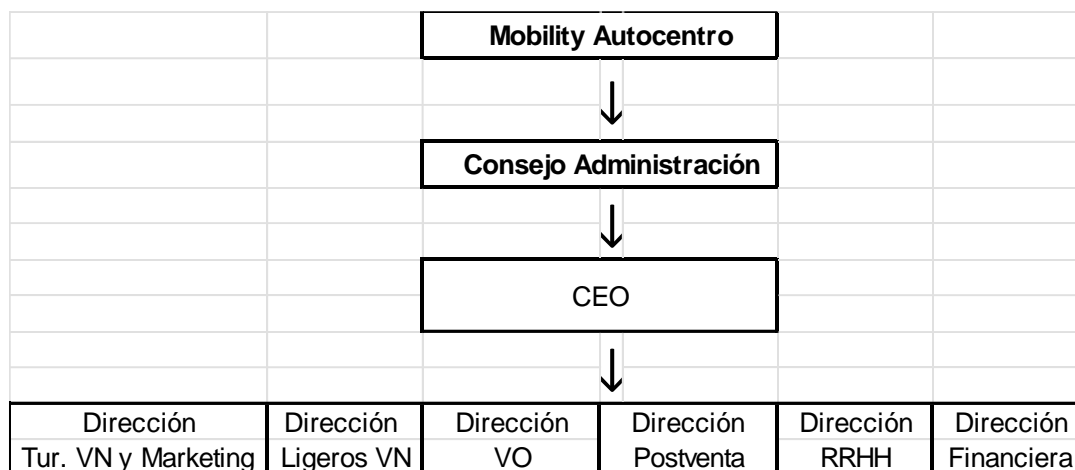 Mobility Autocentro
Consejo Administración
CEO
Dirección Dirección Dirección Dirección Dirección Dirección
Tur. VN y Marketing Ligeros VN VO Postventa RRHH Financiera